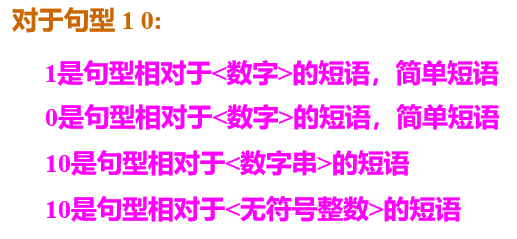 对于句型 1 0:
1是句型相对于<数字>的短语，简单短语
0是句型相对于<数字>的短语，简单短语
10是句型相对于<数字串>的短语
10是句型相对于<无符号整数>的短语